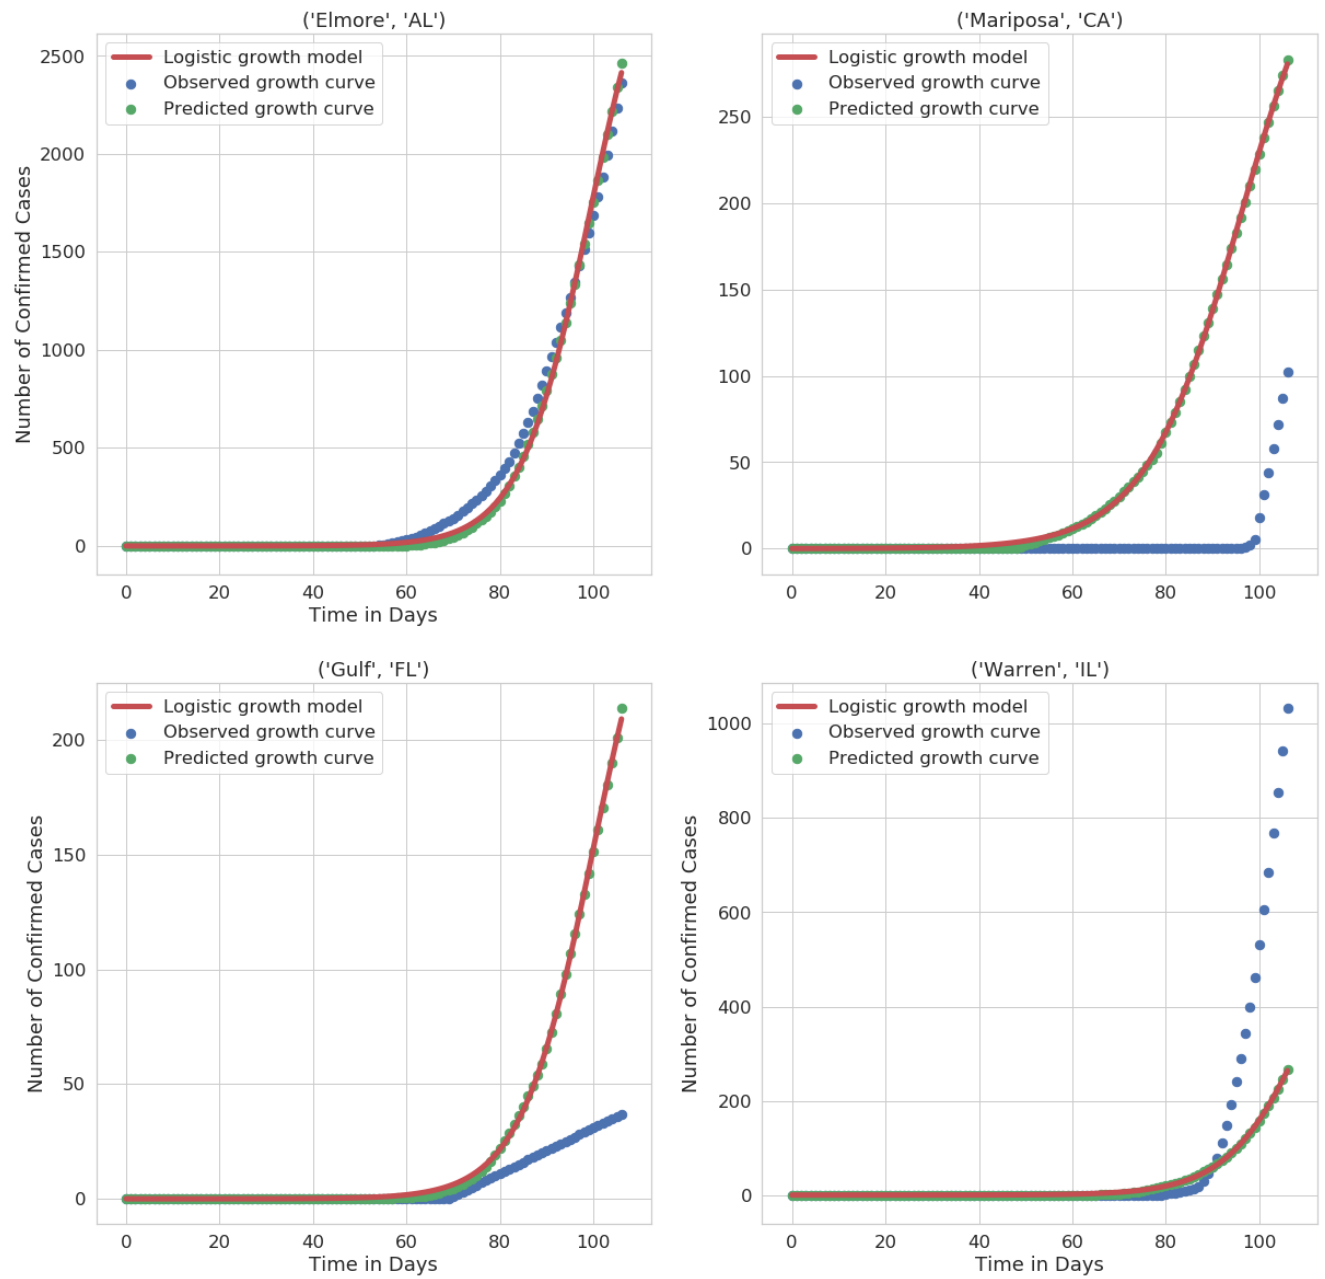 ('Elmore', 'AL')
Logistic growth model
Observed growth curve
Predicted growth curve
Number of Confirmed Cases
2500
2000
1500
1000
500
0
0 20 40 60 80 100
Time in Days
('Mariposa', 'CA')
Logistic growth model
Observed growth curve
Predicted growth curve
250
200
150
100
50
0
0 20 40 60 80 100
('Gulf', 'FL')
Logistic growth model
Observed growth curve
Predicted growth curve
Number of Confirmed Cases
200
150
100
50
0
0 20 40 60 80 100
Time in Days
('Warren', 'IL')
Logistic growth model
Observed growth curve
Predicted growth curve
Number of Confirmed Cases
1000
800
600
400
200
0
0 20 40 60 80 100
Time in Days